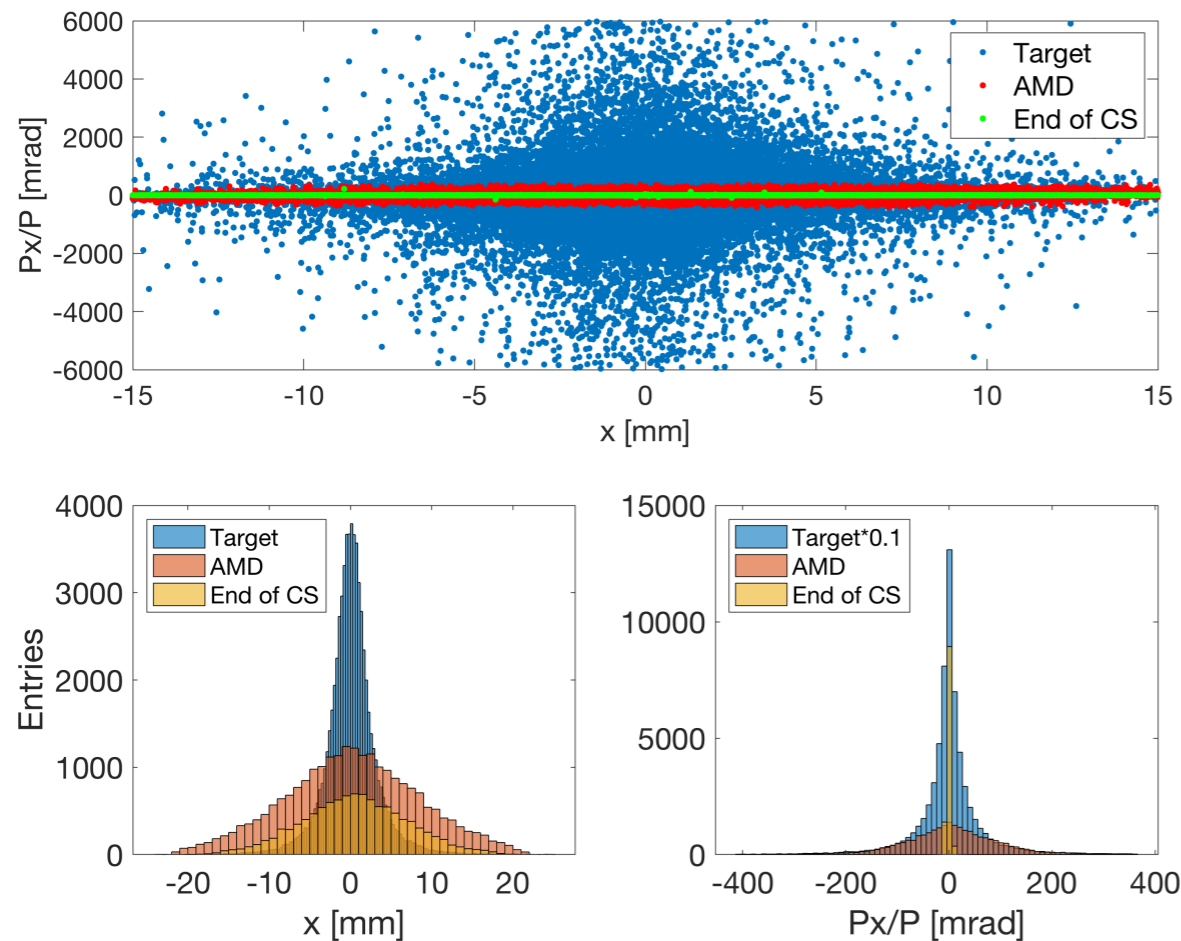 6000
4000
2000
0
-2000
-4000
-6000
Px/P [mrad]
-15
-10
-5
0
5
10
15
x [mm]
Target
AMD
End of CS
4000
3000
2000
1000
0
Entries
-20
-10
0
10
20
x [mm]
Target
AMD
End of CS
15000
10000
5000
0
-400
-200
0
200
400
Px/P [mrad]
Target*0.1
AMD
End of CS